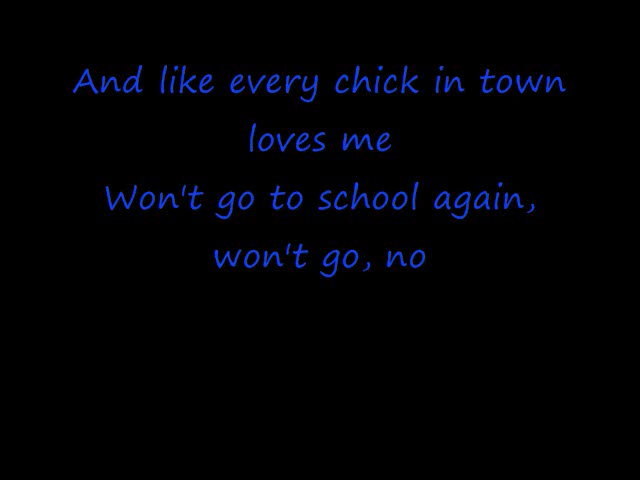 And like every chick in town
loves me
Won't go to school again,
won't go, no